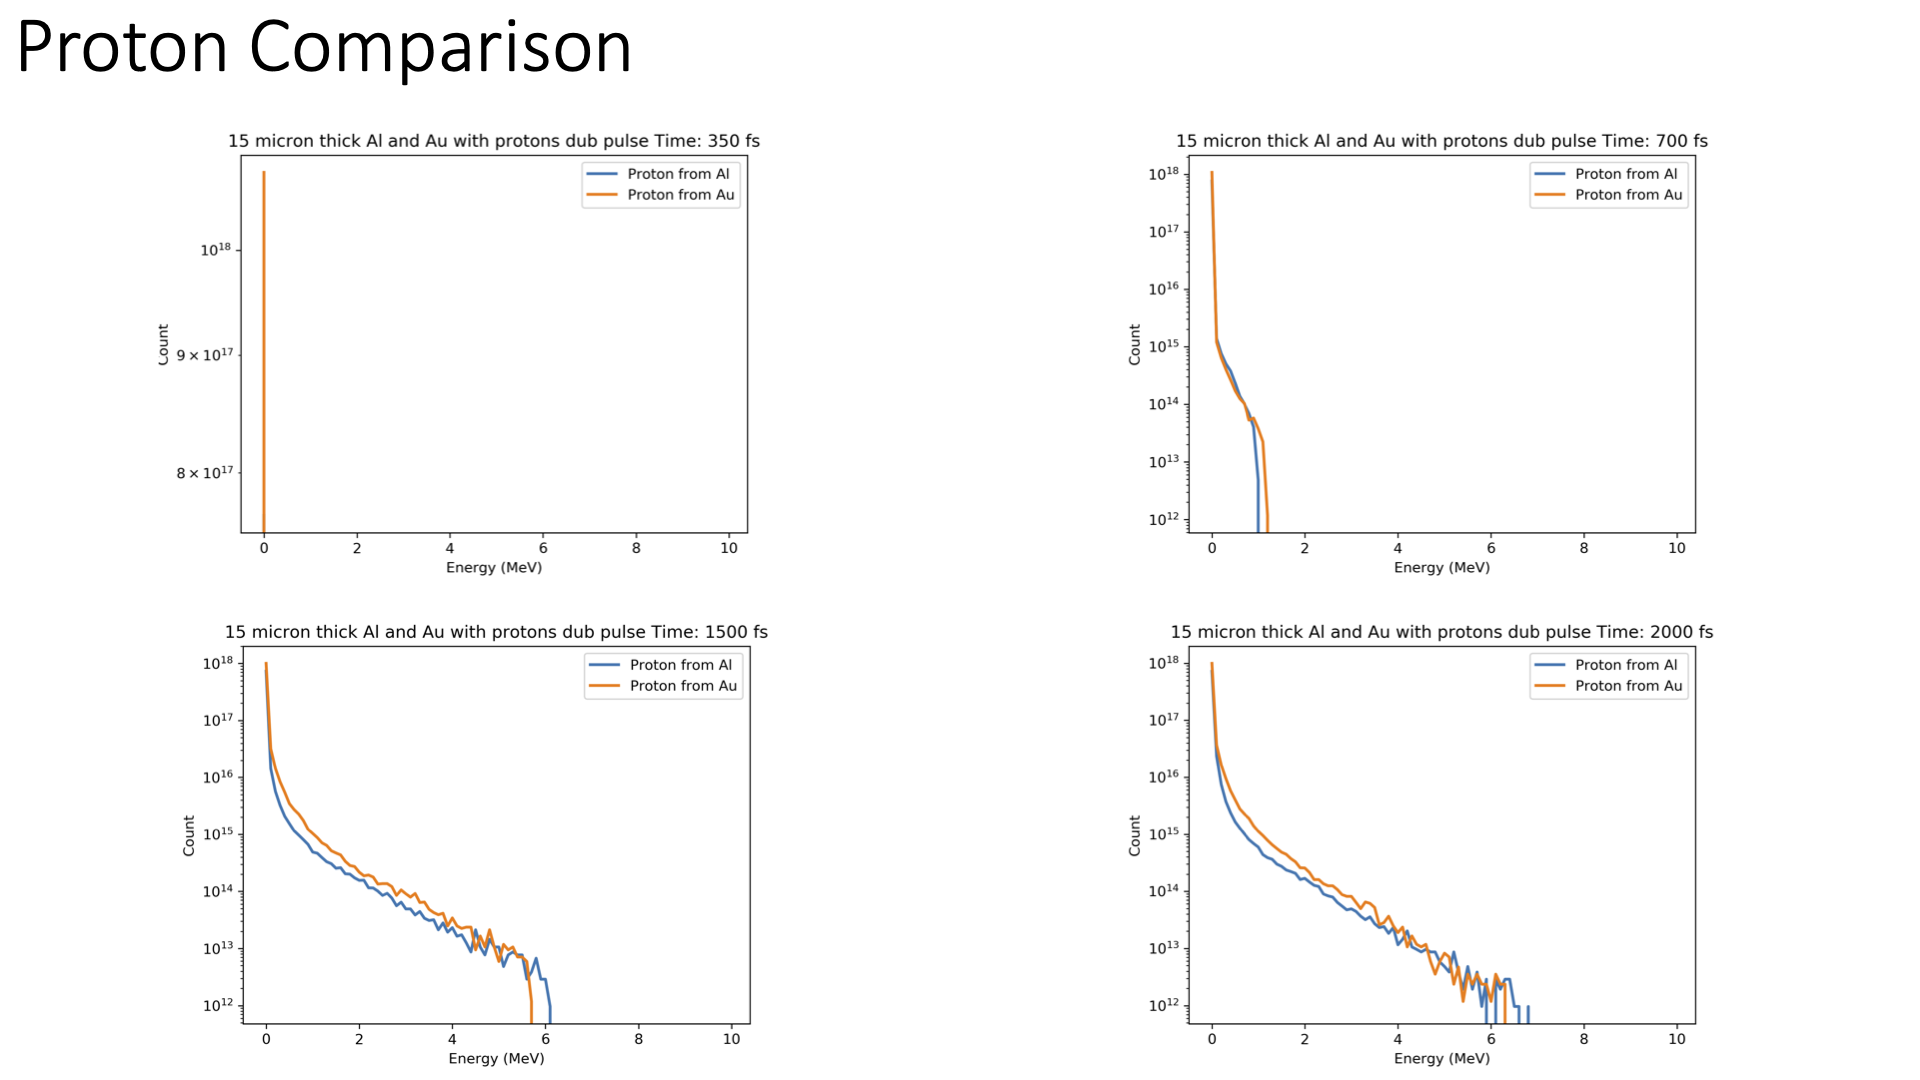 Proton Comparison
15 micron thick Al and Au with protons dub pulse Time: 350 fs
Proton from Al
Proton from Au
10¹⁸
9 × 10¹⁷
8 × 10¹⁷
Count
0 2 4 6 8 10
Energy (MeV)
15 micron thick Al and Au with protons dub pulse Time: 700 fs
Proton from Al
Proton from Au
10¹⁸
10¹⁷
10¹⁶
10¹⁵
10¹⁴
10¹³
10¹²
Count
0 2 4 6 8 10
Energy (MeV)
15 micron thick Al and Au with protons dub pulse Time: 1500 fs
Proton from Al
Proton from Au
10¹⁸
10¹⁷
10¹⁶
10¹⁵
10¹⁴
10¹³
10¹²
Count
0 2 4 6 8 10
Energy (MeV)
15 micron thick Al and Au with protons dub pulse Time: 2000 fs
Proton from Al
Proton from Au
10¹⁸
10¹⁷
10¹⁶
10¹⁵
10¹⁴
10¹³
10¹²
Count
0 2 4 6 8 10
Energy (MeV)